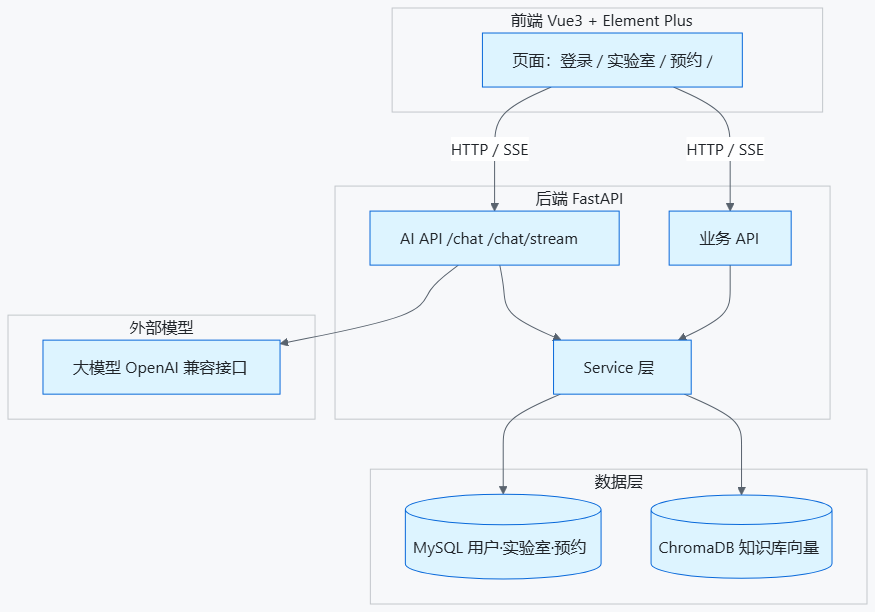 前端 Vue3 + Element Plus
页面：登录 / 实验室 / 预约 /
HTTP / SSE
HTTP / SSE
后端 FastAPI
AI API /chat /chat/stream
业务 API
外部模型
大模型 OpenAI 兼容接口
Service 层
数据层
MySQL 用户·实验室·预约
ChromaDB 知识库向量